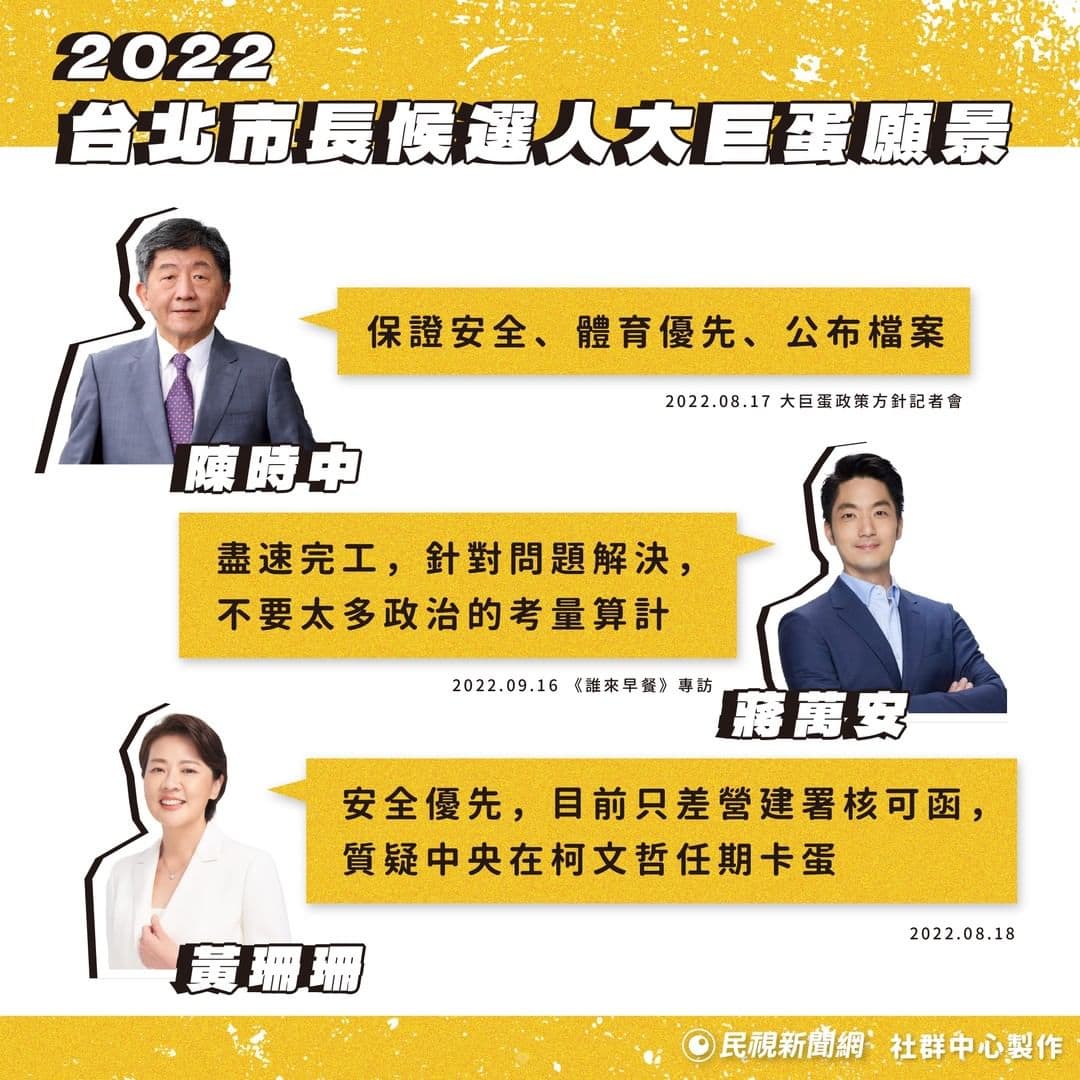 2022
台北市長候選人大巨蛋願景
保證安全、體育優先、公布檔案
2022.08.17 大巨蛋政策方針記者會
陳時中
盡速完工，針對問題解決，
不要太多政治的考量算計
2022.09.16 《誰來早餐》專訪
蔣萬安
安全優先，目前只差營建署核可函，
質疑中央在柯文哲任期卡蛋
2022.08.18
黃珊珊
民視新聞網 社群中心製作